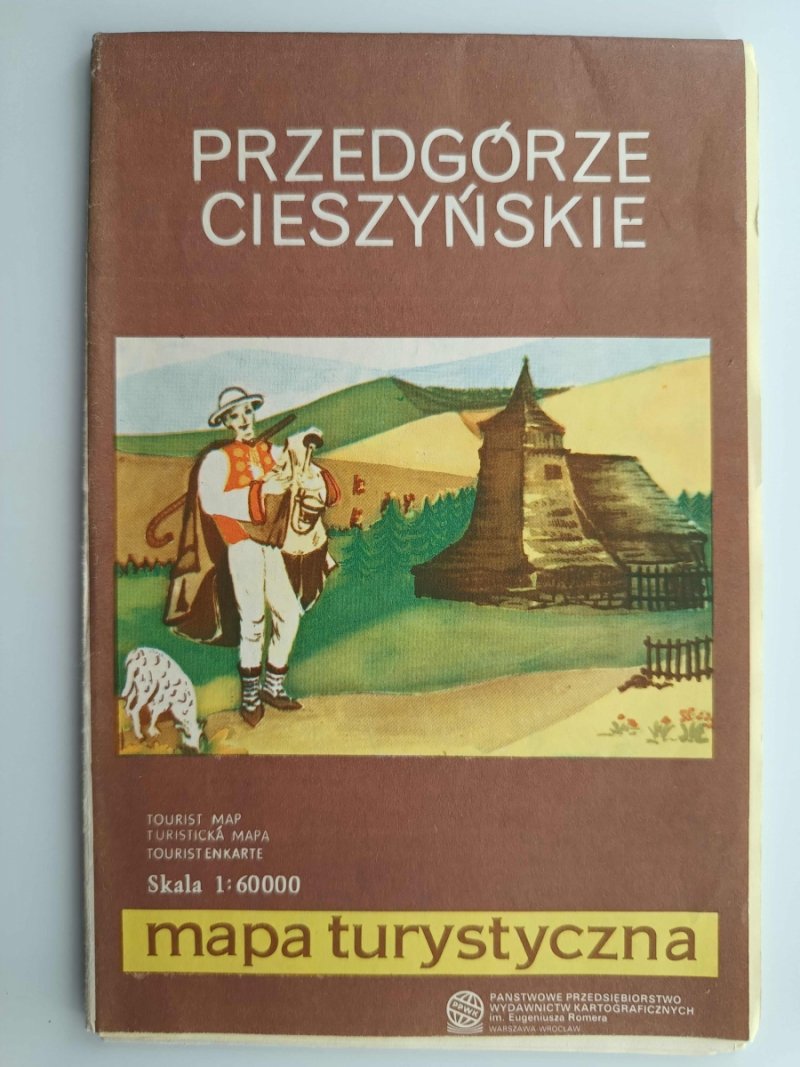 PRZEDGÓRZE
CIESZYŃSKIE
TOURIST MAP
TURISTICKÁ MAPA
TOURISTENKARTE
Skala 1:60000
mapa turystyczna
PPWK
PAŃSTWOWE PRZEDSIĘBIORSTWO
WYDAWNICTW KARTOGRAFICZNYCH
im. Eugeniusza Romera
WARSZAWA-WROCŁAW